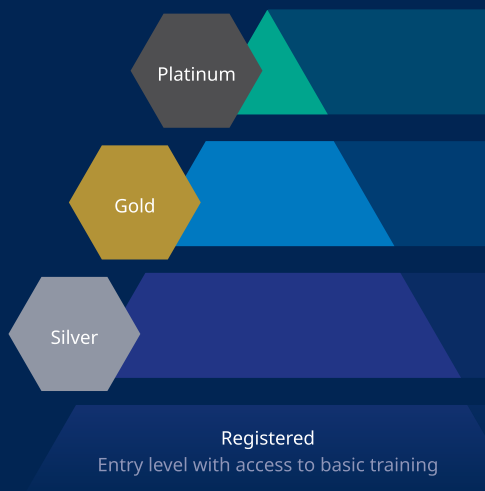 Platinum
Gold
Silver
Registered
Entry level with access to basic training